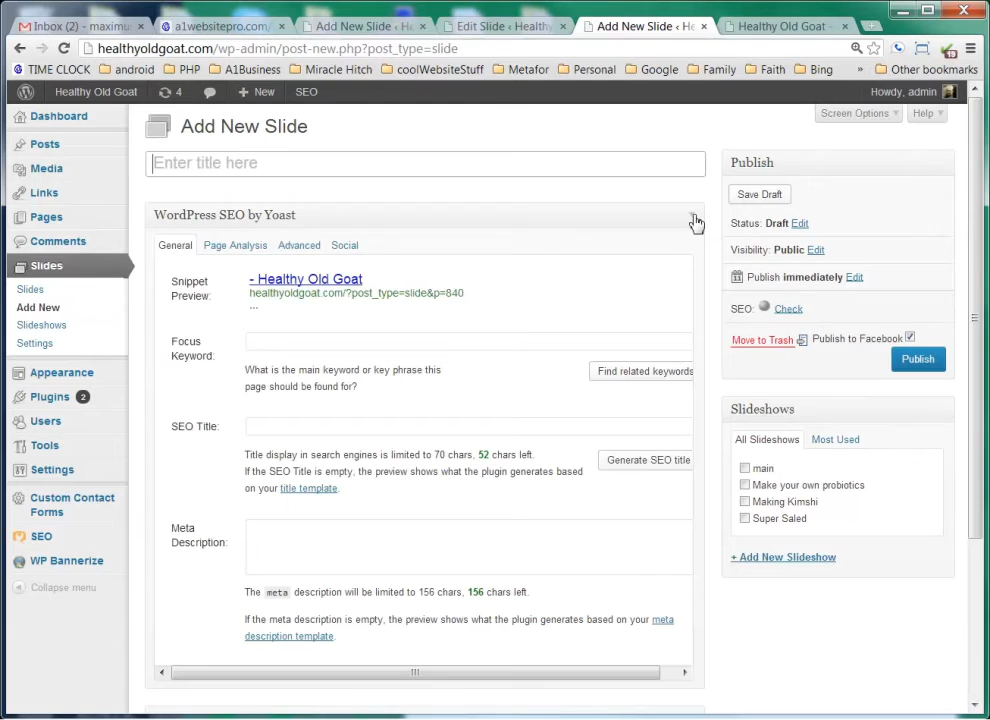 Inbox (2) - maximu
a1websitepro.com/
Add New Slide ‹ He
Edit Slide ‹ Healthy
Add New Slide ‹ He
Healthy Old Goat -
healthyoldgoat.com/wp-admin/post-new.php?post_type=slide
TIME CLOCK
android
PHP
A1Business
Miracle Hitch
coolWebsiteStuff
Metafor
Personal
Google
Family
Faith
Bing
»
Other bookmarks
Healthy Old Goat
4
+ New
SEO
Howdy, admin
Screen Options
Help
Dashboard
Posts
Media
Links
Pages
Comments
Slides
Slides
Add New
Slideshows
Settings
Appearance
Plugins 2
Users
Tools
Settings
Custom Contact
Forms
SEO
WP Bannerize
Collapse menu
Add New Slide
Enter title here
WordPress SEO by Yoast
General
Page Analysis
Advanced
Social
Snippet
Preview:
- Healthy Old Goat
healthyoldgoat.com/?post_type=slide&p=840
...
Focus
Keyword:
What is the main keyword or key phrase this
page should be found for?
Find related keywords
SEO Title:
Title display in search engines is limited to 70 chars, 52 chars left.
If the SEO Title is empty, the preview shows what the plugin generates based
on your title template.
Generate SEO title
Meta
Description:
The meta description will be limited to 156 chars, 156 chars left.
If the meta description is empty, the preview shows what the plugin generates based on your meta
description template.
Publish
Save Draft
Status: Draft Edit
Visibility: Public Edit
Publish immediately Edit
SEO: Check
Move to Trash
Publish to Facebook
Publish
Slideshows
All Slideshows
Most Used
main
Make your own probiotics
Making Kimshi
Super Saled
+ Add New Slideshow